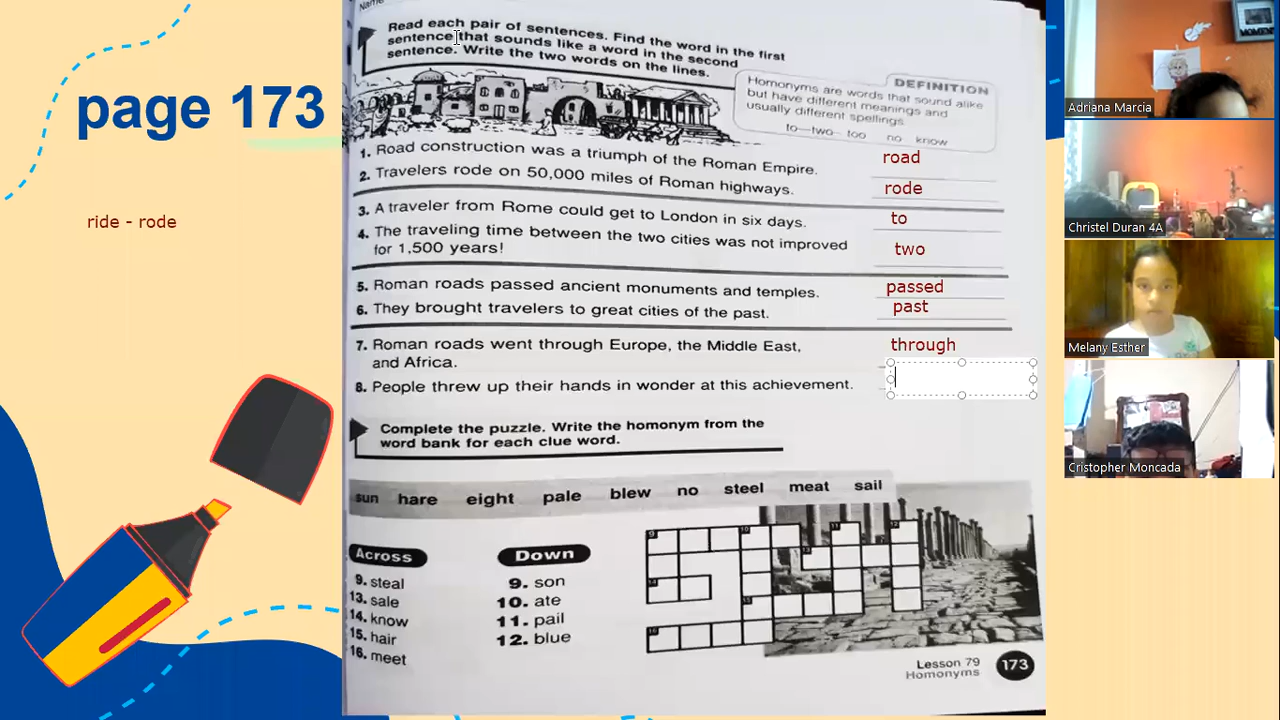 Name
page 173
ride - rode
Read each pair of sentences. Find the word in the first
sentence that sounds like a word in the second
sentence. Write the two words on the lines.
DEFINITION
Homonyms are words that sound alike
but have different meanings and
usually different spellings.
to—two—too no know
1. Road construction was a triumph of the Roman Empire.
road
2. Travelers rode on 50,000 miles of Roman highways.
rode
3. A traveler from Rome could get to London in six days.
to
4. The traveling time between the two cities was not improved
for 1,500 years!
two
5. Roman roads passed ancient monuments and temples.
passed
6. They brought travelers to great cities of the past.
past
7. Roman roads went through Europe, the Middle East,
and Africa.
through
8. People threw up their hands in wonder at this achievement.
Complete the puzzle. Write the homonym from the
word bank for each clue word.
sun hare eight pale blew no steel meat sail
Across
9. steal
13. sale
14. know
15. hair
16. meet
Down
9. son
10. ate
11. pail
12. blue
9
10
11
12
13
14
15
16
Lesson 79
Homonyms
173
Adriana Marcia
Christel Duran 4A
Melany Esther
Cristopher Moncada